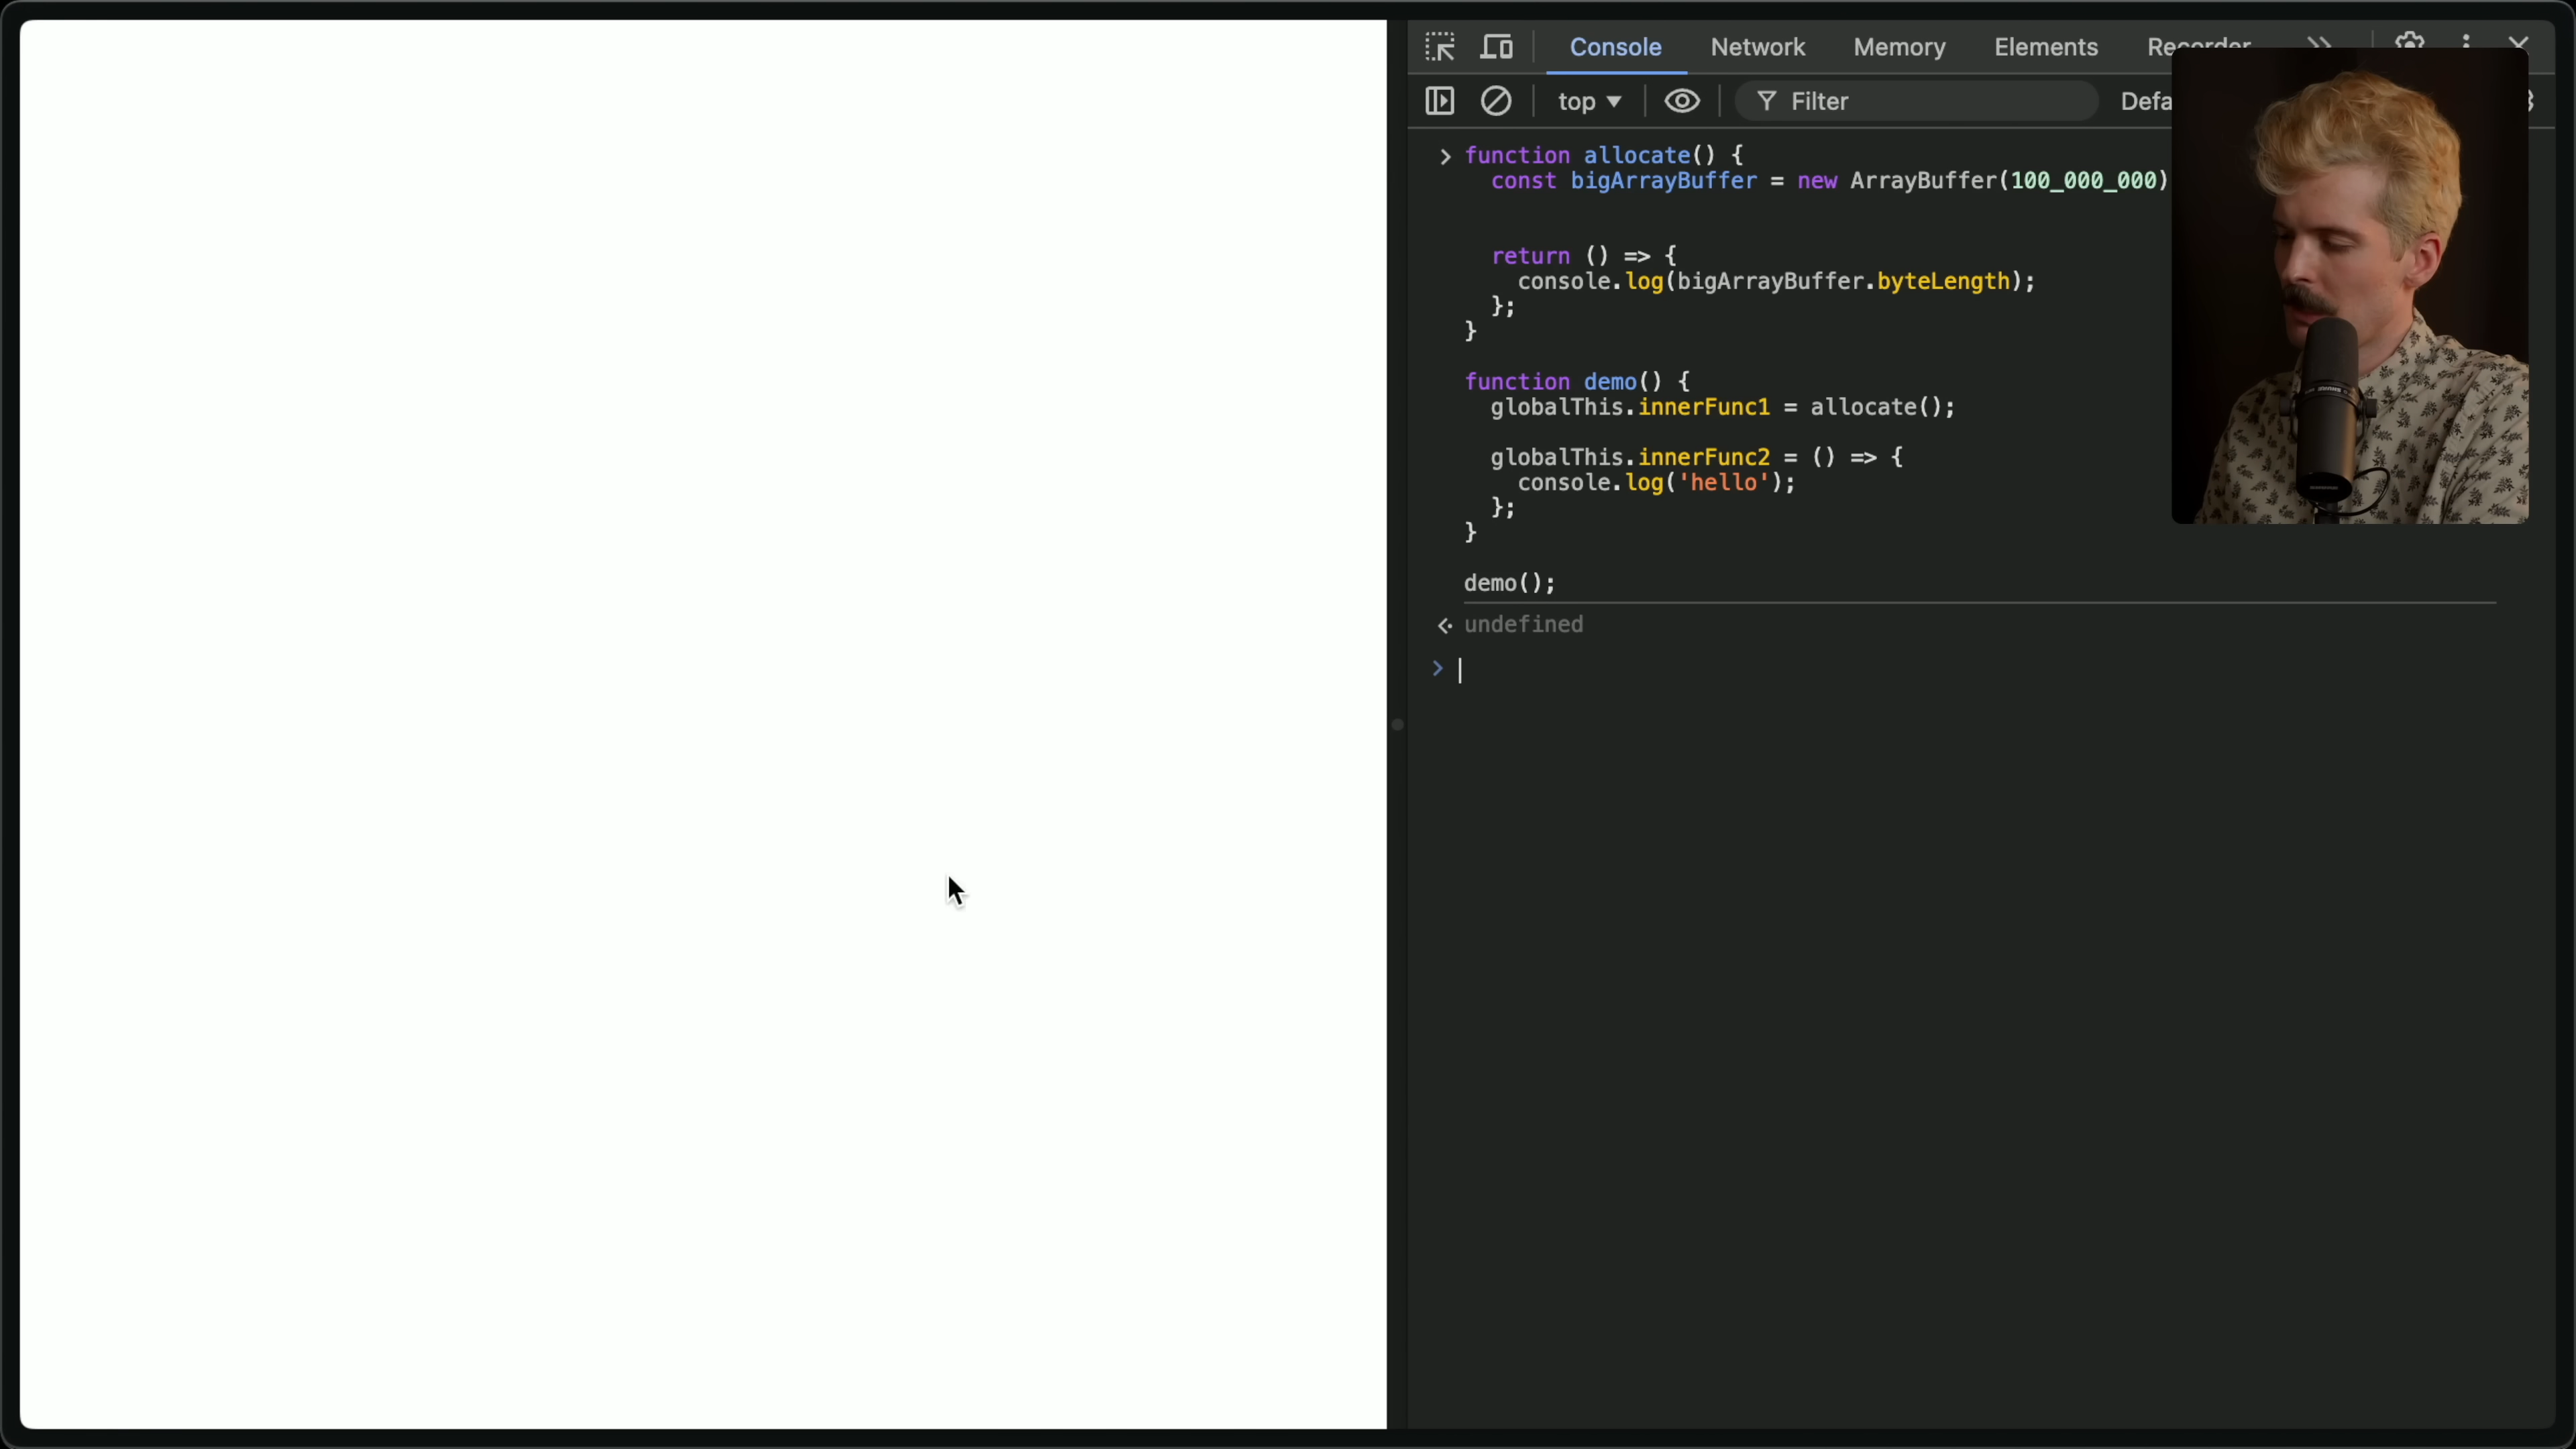 Console Network Memory Elements Recorder
top Filter Defa
function allocate() {
const bigArrayBuffer = new ArrayBuffer(100_000_000)
return () => {
console.log(bigArrayBuffer.byteLength);
};
}
function demo() {
globalThis.innerFunc1 = allocate();
globalThis.innerFunc2 = () => {
console.log('hello');
};
}
demo();
undefined